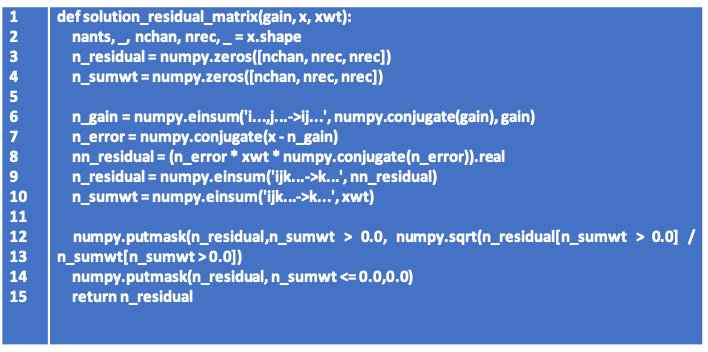 1 def solution_residual_matrix(gain, x, xwt):
2 nants, _, nchan, nrec, _ = x.shape
3 n_residual = numpy.zeros([nchan, nrec, nrec])
4 n_sumwt = numpy.zeros([nchan, nrec, nrec])
5
6 n_gain = numpy.einsum('i...,j...->ij...', numpy.conjugate(gain), gain)
7 n_error = numpy.conjugate(x - n_gain)
8 nn_residual = (n_error * xwt * numpy.conjugate(n_error)).real
9 n_residual = numpy.einsum('ijk...->k...', nn_residual)
10 n_sumwt = numpy.einsum('ijk...->k...', xwt)
11
12 numpy.putmask(n_residual,n_sumwt > 0.0, numpy.sqrt(n_residual[n_sumwt > 0.0] /
13 n_sumwt[n_sumwt > 0.0])
14 numpy.putmask(n_residual, n_sumwt <= 0.0,0.0)
15 return n_residual